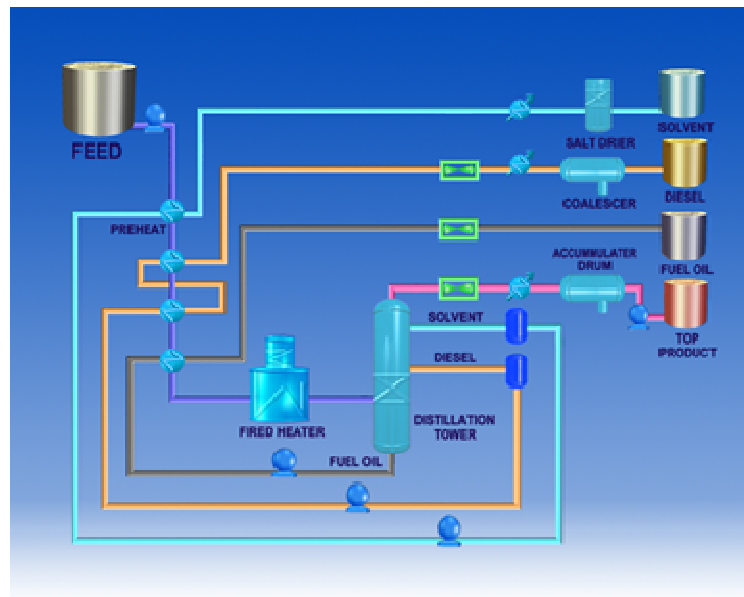 FEED
SALT DRIER
SOLVENT
PREHEAT
COALESCER
DIESEL
ACCUMMULATER
DRUM
FUEL OIL
SOLVENT
TOP
PRODUCT
DIESEL
FIRED HEATER
DISTILLATION
TOWER
FUEL OIL